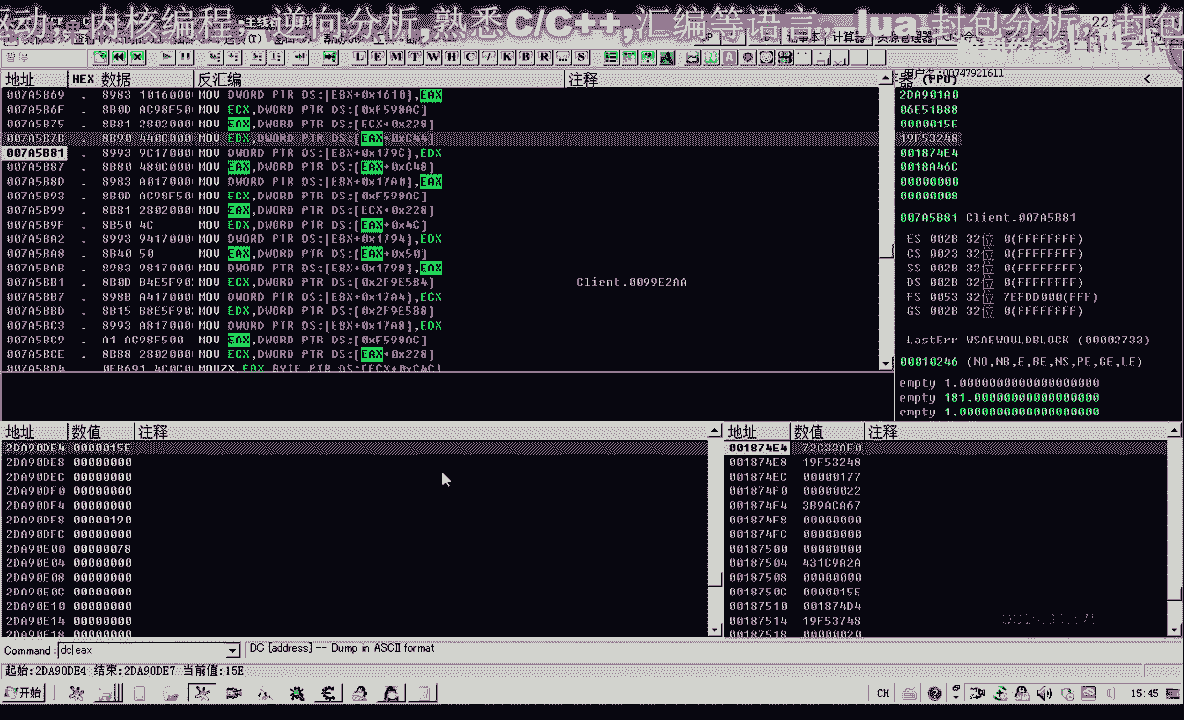 驱动、内核编程、逆向分析,熟悉C/C++,汇编等语言、lua 封包分析、封包
地址 HEX 数据 反汇编 注释
L E M T W H C / K B R ... S
007A5B69 . 8983 1016000 MOV DWORD PTR DS:[EBX+0x1610],EAX
007A5B6F . 8B0D AC98F500 MOV ECX,DWORD PTR DS:[0xF598AC]
007A5B75 . 8B81 2802000 MOV EAX,DWORD PTR DS:[ECX+0x228]
007A5B7B . 8B90 440C000 MOV EDX,DWORD PTR DS:[EAX+0xC44]
007A5B81 . 8993 9C17000 MOV DWORD PTR DS:[EBX+0x179C],EDX
007A5B87 . 8B80 480C000 MOV EAX,DWORD PTR DS:[EAX+0xC48]
007A5B8D . 8983 A017000 MOV DWORD PTR DS:[EBX+0x17A0],EAX
007A5B93 . 8B0D AC98F500 MOV ECX,DWORD PTR DS:[0xF598AC]
007A5B99 . 8B81 2802000 MOV EAX,DWORD PTR DS:[ECX+0x228]
007A5B9F . 8B50 4C MOV EDX,DWORD PTR DS:[EAX+0x4C]
007A5BA2 . 8993 9417000 MOV DWORD PTR DS:[EBX+0x1794],EDX
007A5BA8 . 8B40 50 MOV EAX,DWORD PTR DS:[EAX+0x50]
007A5BAB . 8983 9817000 MOV DWORD PTR DS:[EBX+0x1798],EAX
007A5BB1 . 8B0D B4E5F902 MOV ECX,DWORD PTR DS:[0x2F9E5B4] Client.0099E2AA
007A5BB7 . 898B A417000 MOV DWORD PTR DS:[EBX+0x17A4],ECX
007A5BBD . 8B15 B8E5F902 MOV EDX,DWORD PTR DS:[0x2F9E5B8]
007A5BC3 . 8993 A817000 MOV DWORD PTR DS:[EBX+0x17A8],EDX
007A5BC9 . A1 AC98F500 MOV EAX,DWORD PTR DS:[0xF598AC]
007A5BCE . 8B88 2802000 MOV ECX,DWORD PTR DS:[EAX+0x228]
007A5BD4 . 0FB691 4C0C0 MOVZX EAX,BYTE PTR DS:[ECX+0xC4C]
2DA901A0
06E51B88
0000015E
19F53248
001874E4
0018A46C
00000000
00000008
007A5B81 Client.007A5B81
ES 002B 32位 0(FFFFFFFF)
CS 0023 32位 0(FFFFFFFF)
SS 002B 32位 0(FFFFFFFF)
DS 002B 32位 0(FFFFFFFF)
FS 0053 32位 7EFDD000(FFF)
GS 002B 32位 0(FFFFFFFF)
LastErr WSAEWOULDBLOCK (00002733)
00010246 (NO,NB,E,BE,NS,PE,GE,LE)
empty 1.0000000000000000000
empty 181.00000000000000000
empty 1.0000000000000000000
地址 数值 注释
2DA90DE4 0000015E
2DA90DE8 00000000
2DA90DEC 00000000
2DA90DF0 00000000
2DA90DF4 00000000
2DA90DF8 00000190
2DA90DFC 00000000
2DA90E00 00000078
2DA90E04 00000000
2DA90E08 00000000
2DA90E0C 00000000
2DA90E10 00000000
2DA90E14 00000000
2DA90E18 00000000
地址 数值 注释
001874E4
001874E8 19F53248
001874EC 00000177
001874F0 00000022
001874F4 3B9ACA67
001874F8 00000000
001874FC 00000000
00187500 00000000
00187504 431C9A2A
00187508 00000000
0018750C 0000015E
00187510 001874D4
00187514 19F53248
00187518 00000020
Command : dc eax DC [address] -- Dump in ASCII format
起始:2DA90DE4 结束:2DA90DE7 当前值:15E
开始 CH 15:45